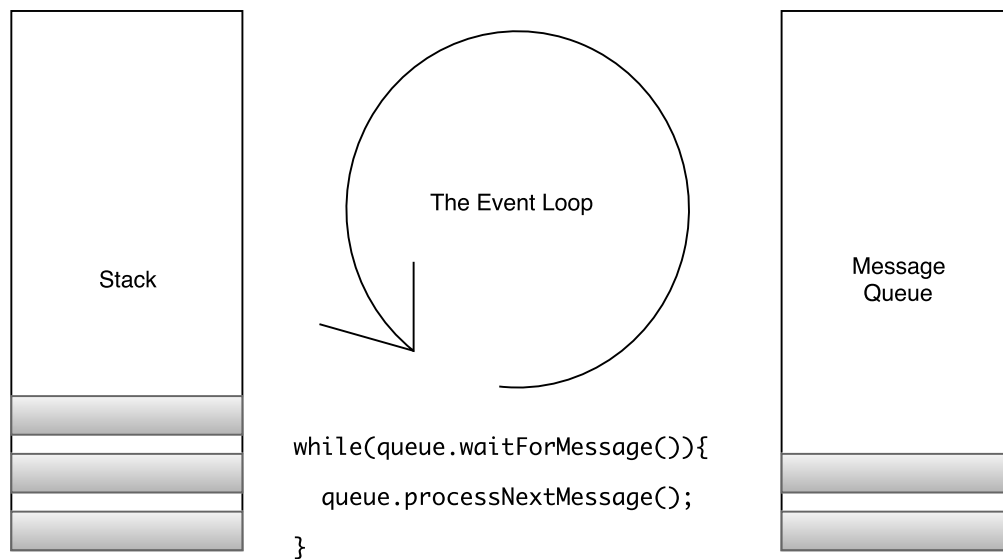 Stack
The Event Loop
Message
Queue
while(queue.waitForMessage()){
queue.processNextMessage();
}